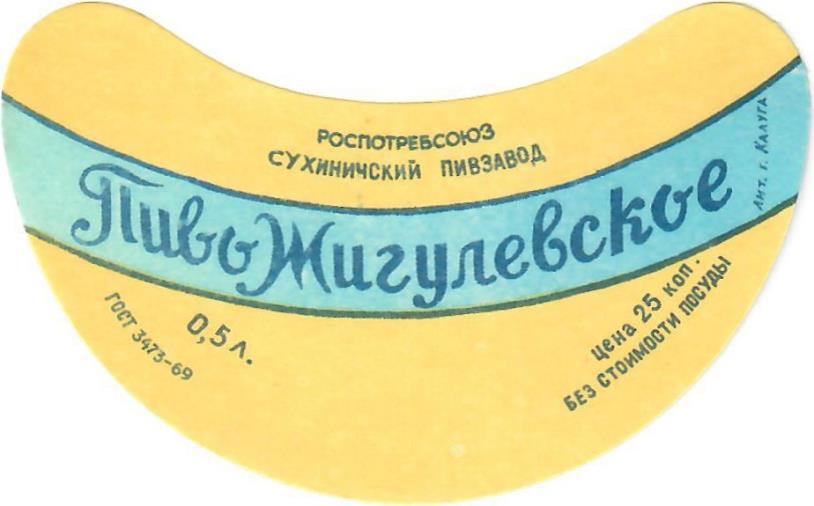 РОСПОТРЕБСОЮЗ
СУХИНИЧСКИЙ ПИВЗАВОД
Пиво Жигулевское
Лит. г. Калуга
ГОСТ 3473-69
0,5 л.
цена 25 коп.
БЕЗ СТОИМОСТИ ПОСУДЫ